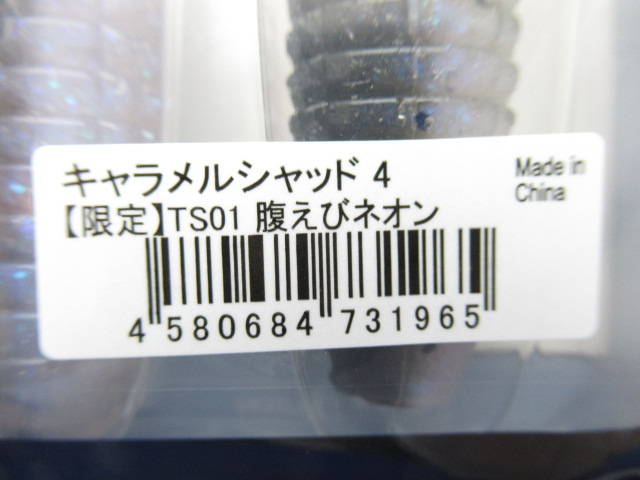 キャラメルシャッド 4
【限定】TS01 腹えびネオン
Made in
China
4 580684 731965